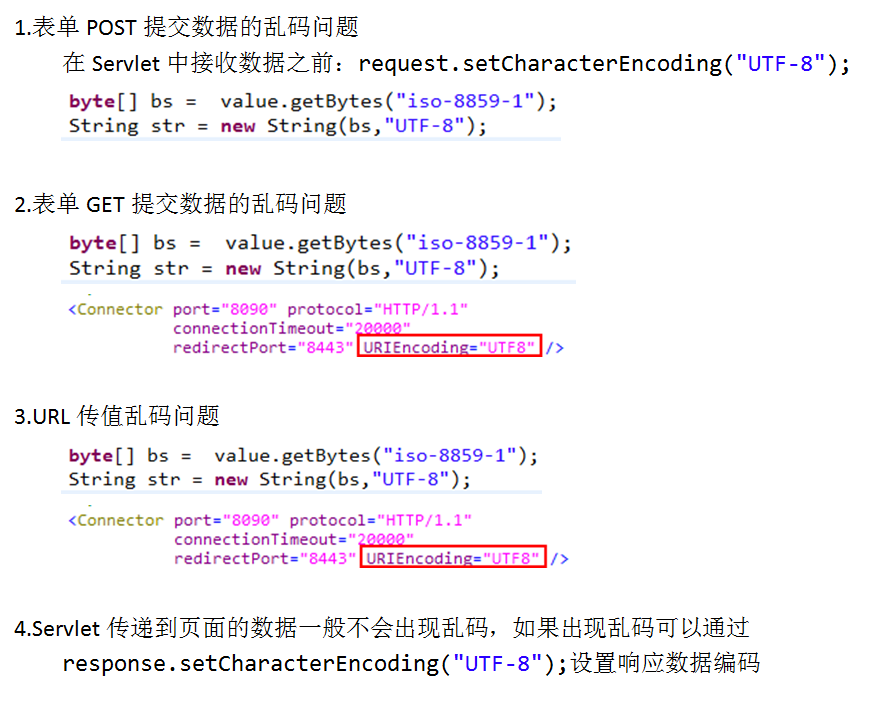 1.表单 POST 提交数据的乱码问题
在 Servlet 中接收数据之前：request.setCharacterEncoding("UTF-8");
byte[] bs =  value.getBytes("iso-8859-1");
String str = new String(bs,"UTF-8");
2.表单 GET 提交数据的乱码问题
byte[] bs =  value.getBytes("iso-8859-1");
String str = new String(bs,"UTF-8");
<Connector port="8090" protocol="HTTP/1.1"
connectionTimeout="20000"
redirectPort="8443" URIEncoding="UTF8" />
3.URL 传值乱码问题
byte[] bs =  value.getBytes("iso-8859-1");
String str = new String(bs,"UTF-8");
<Connector port="8090" protocol="HTTP/1.1"
connectionTimeout="20000"
redirectPort="8443" URIEncoding="UTF8" />
4.Servlet 传递到页面的数据一般不会出现乱码，如果出现乱码可以通过
response.setCharacterEncoding("UTF-8");设置响应数据编码